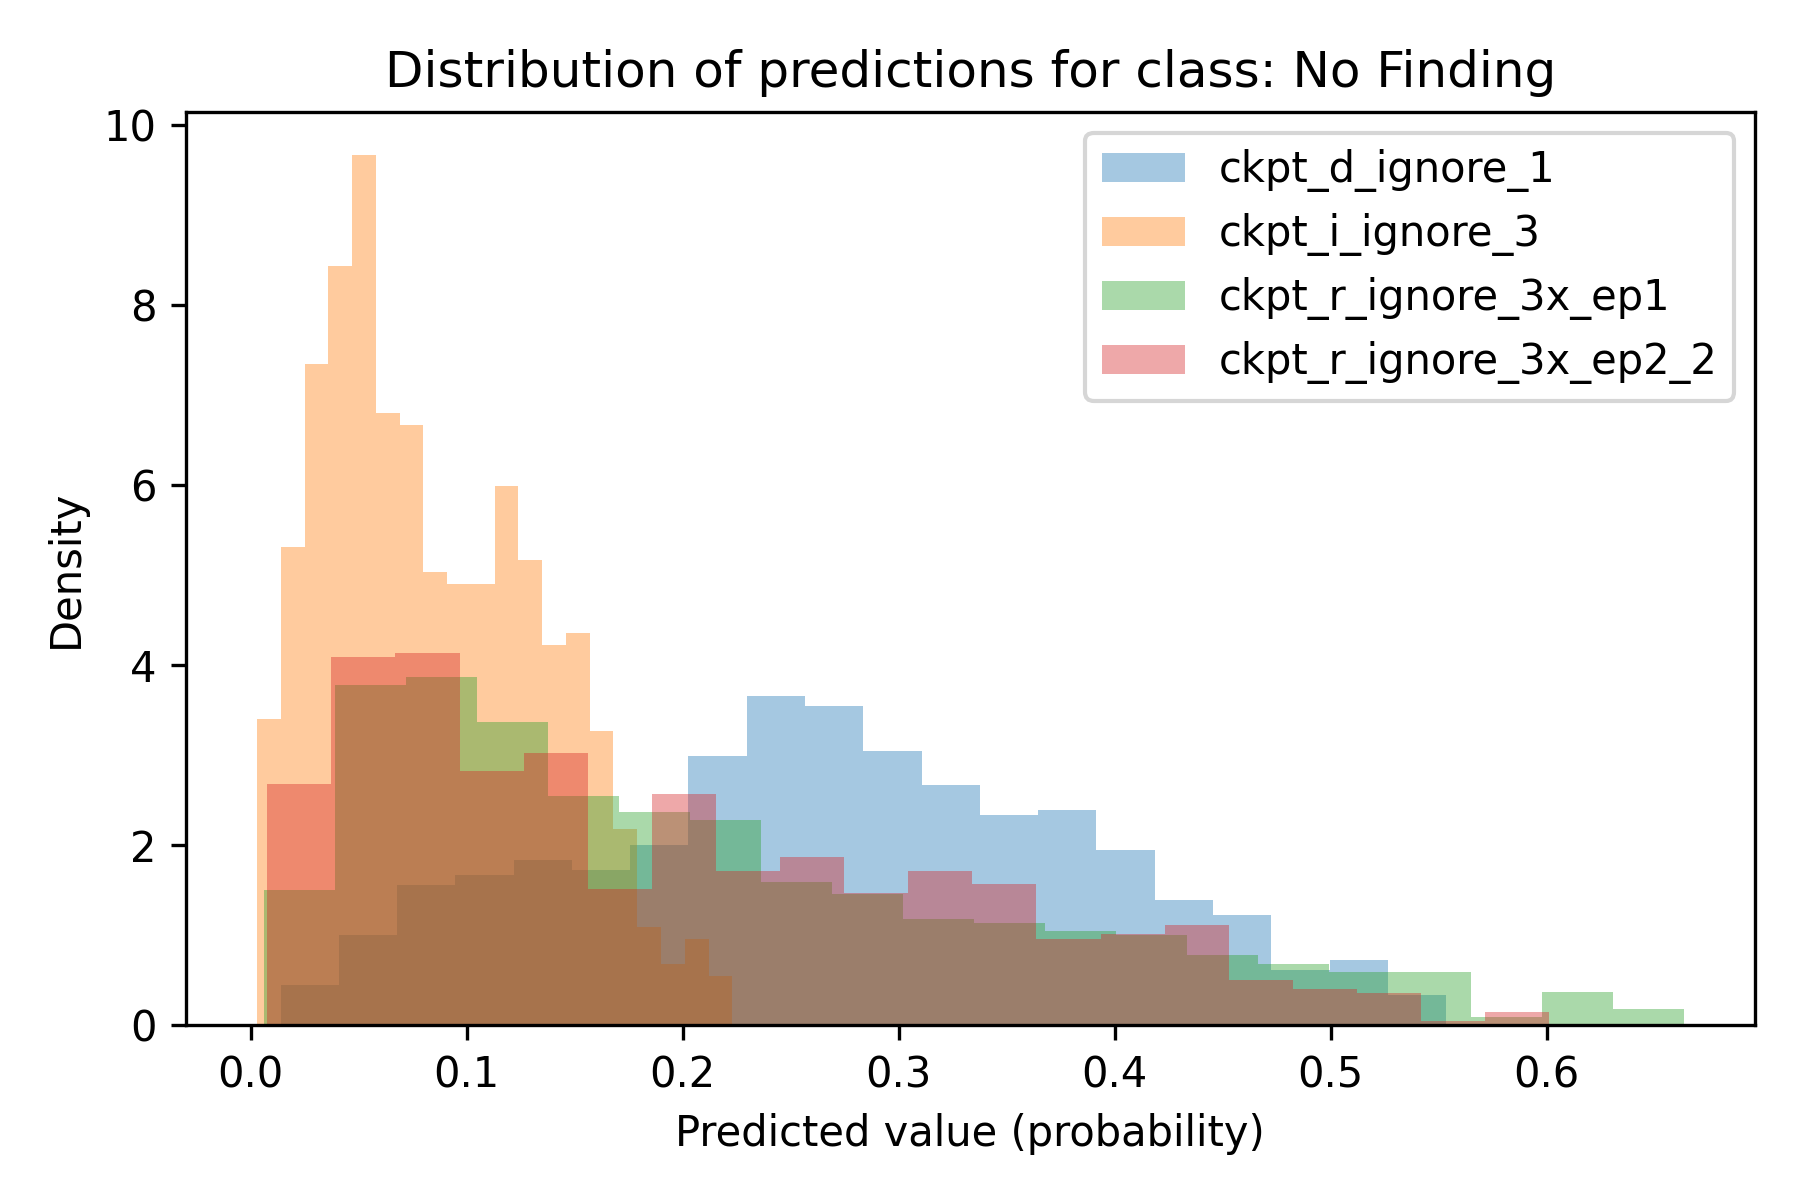 Distribution of predictions for class: No Finding
10
8
6
4
2
0
Density
ckpt_d_ignore_1
ckpt_i_ignore_3
ckpt_r_ignore_3x_ep1
ckpt_r_ignore_3x_ep2_2
0.0 0.1 0.2 0.3 0.4 0.5 0.6
Predicted value (probability)